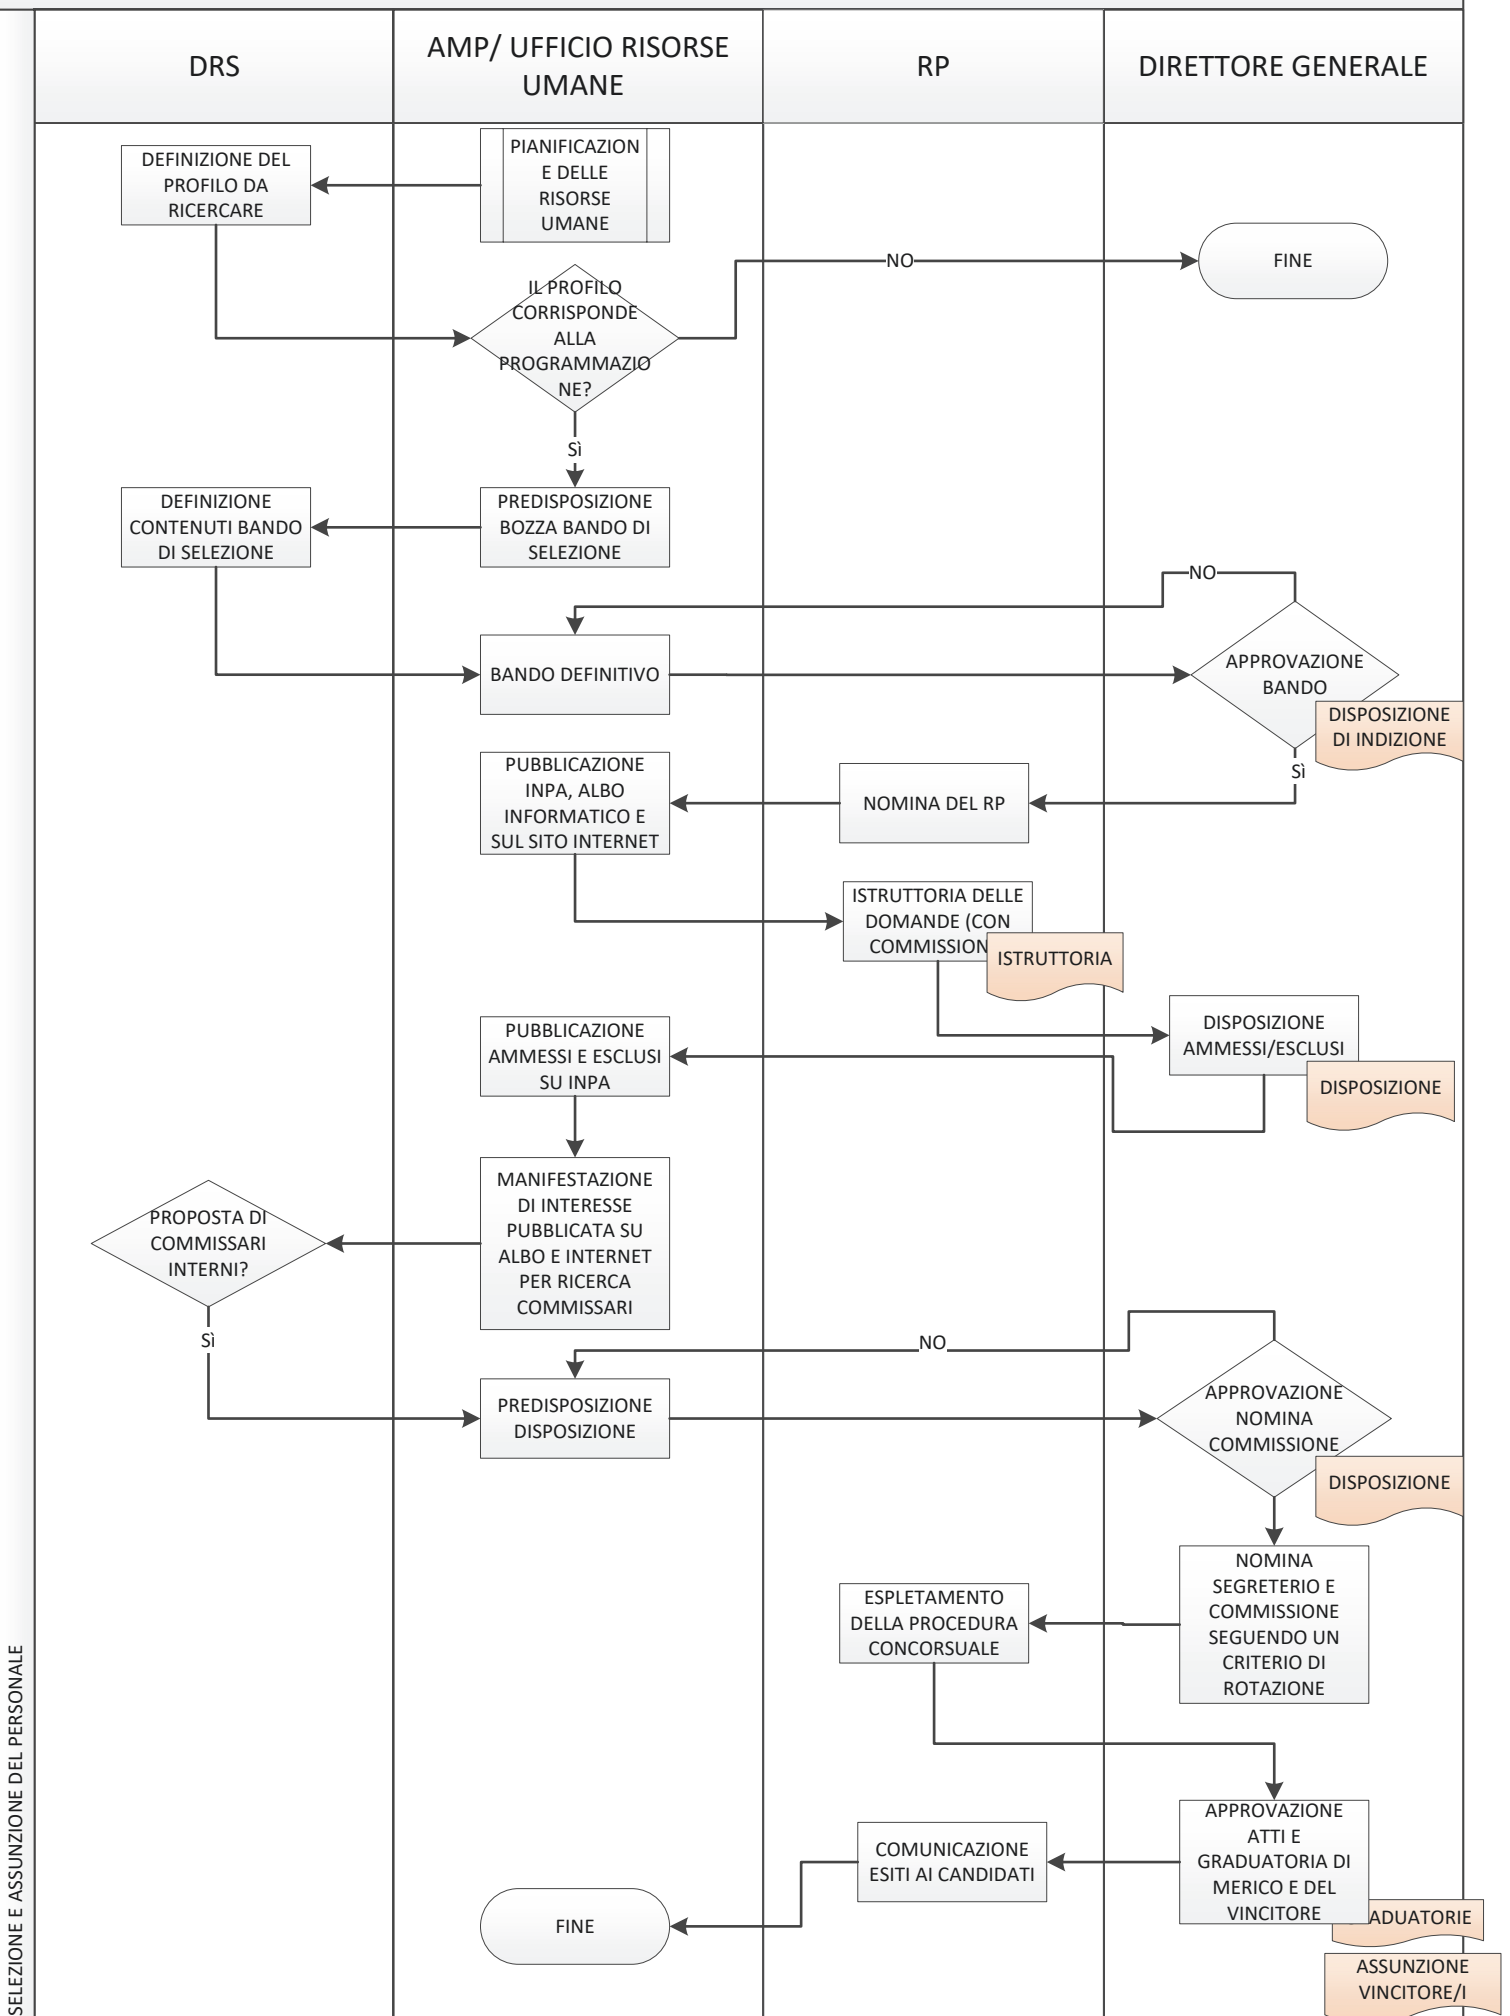 DRS
AMP/ UFFICIO RISORSE
UMANE
RP
DIRETTORE GENERALE
DEFINIZIONE DEL
PROFILO DA
RICERCARE
PIANIFICAZION
E DELLE
RISORSE
UMANE
NO
FINE
IL PROFILO
CORRISPONDE
ALLA
PROGRAMMAZIO
NE?
Sì
DEFINIZIONE
CONTENUTI BANDO
DI SELEZIONE
PREDISPOSIZIONE
BOZZA BANDO DI
SELEZIONE
NO
BANDO DEFINITIVO
APPROVAZIONE
BANDO
DISPOSIZIONE
DI INDIZIONE
Sì
PUBBLICAZIONE
INPA, ALBO
INFORMATICO E
SUL SITO INTERNET
NOMINA DEL RP
ISTRUTTORIA DELLE
DOMANDE (CON
COMMISSION
ISTRUTTORIA
DISPOSIZIONE
AMMESSI/ESCLUSI
DISPOSIZIONE
PUBBLICAZIONE
AMMESSI E ESCLUSI
SU INPA
MANIFESTAZIONE
DI INTERESSE
PUBBLICATA SU
ALBO E INTERNET
PER RICERCA
COMMISSARI
PROPOSTA DI
COMMISSARI
INTERNI?
Sì
NO
PREDISPOSIZIONE
DISPOSIZIONE
APPROVAZIONE
NOMINA
COMMISSIONE
DISPOSIZIONE
NOMINA
SEGRETERIO E
COMMISSIONE
SEGUENDO UN
CRITERIO DI
ROTAZIONE
ESPLETAMENTO
DELLA PROCEDURA
CONCORSUALE
APPROVAZIONE
ATTI E
GRADUATORIA DI
MERICO E DEL
VINCITORE
ADUATORIE
ASSUNZIONE
VINCITORE/I
COMUNICAZIONE
ESITI AI CANDIDATI
FINE
SELEZIONE E ASSUNZIONE DEL PERSONALE